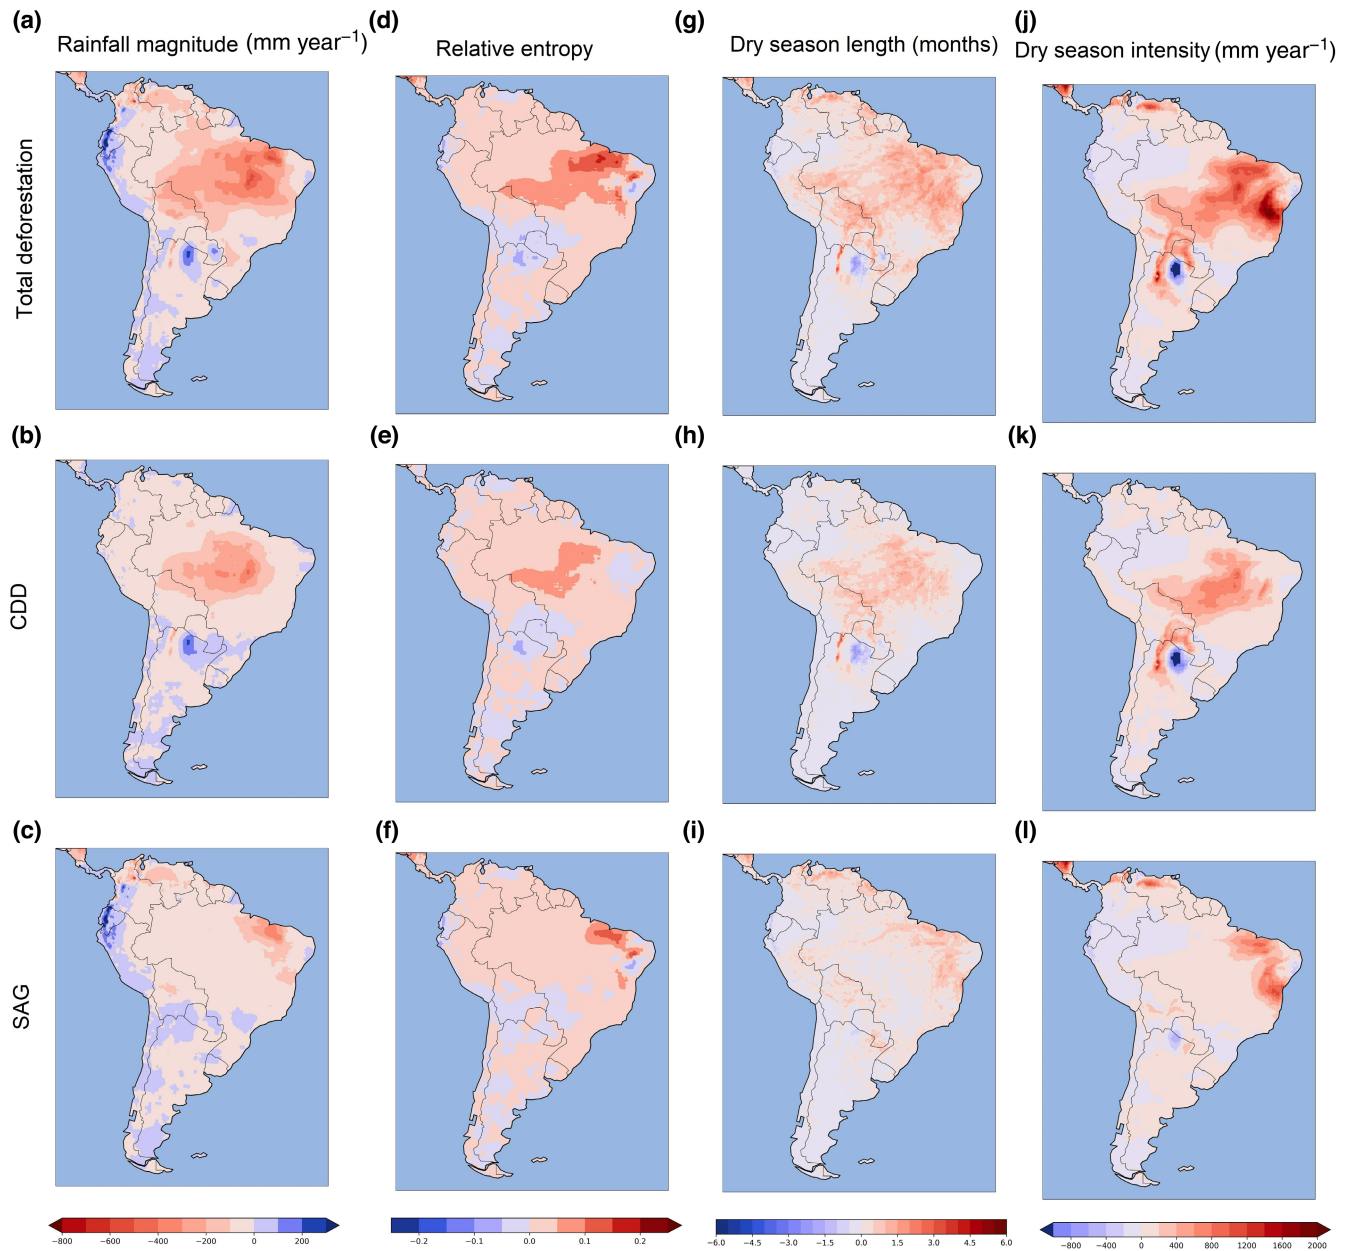 (a) (d) (g) (j)
Rainfall magnitude (mm year−1) Relative entropy Dry season length (months) Dry season intensity (mm year−1)
Total deforestation
(b) (e) (h) (k)
CDD
(c) (f) (i) (l)
SAG
−800 −600 −400 −200 0 200
−0.2 −0.1 0.0 0.1 0.2
−6.0 −4.5 −3.0 −1.5 0.0 1.5 3.0 4.5 6.0
−800 −400 0 400 800 1200 1600 2000